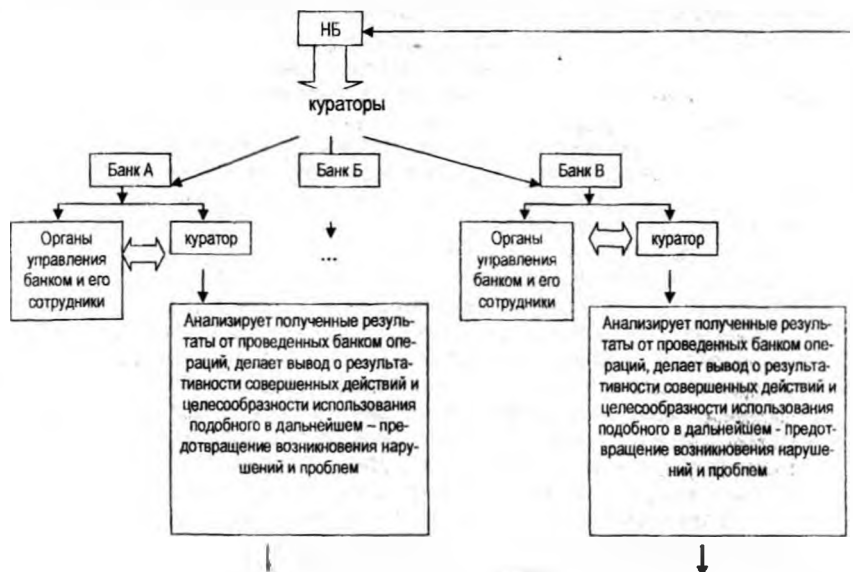 НБ
кураторы
Банк А
Банк Б
Банк В
Органы
управления
банком и его
сотрудники
куратор
...
Органы
управления
банком и его
сотрудники
куратор
Анализирует полученные резуль-
таты от проведенных банком опе-
раций, делает вывод о результа-
тивности совершенных действий и
целесообразности использования
подобного в дальнейшем – пре-
дотвращение возникновения нару-
шений и проблем
Анализирует полученные резуль-
таты от проведенных банком опе-
раций, делает вывод о результа-
тивности совершенных действий и
целесообразности использования
подобного в дальнейшем - предот-
вращение возникновения наруше-
ний и проблем